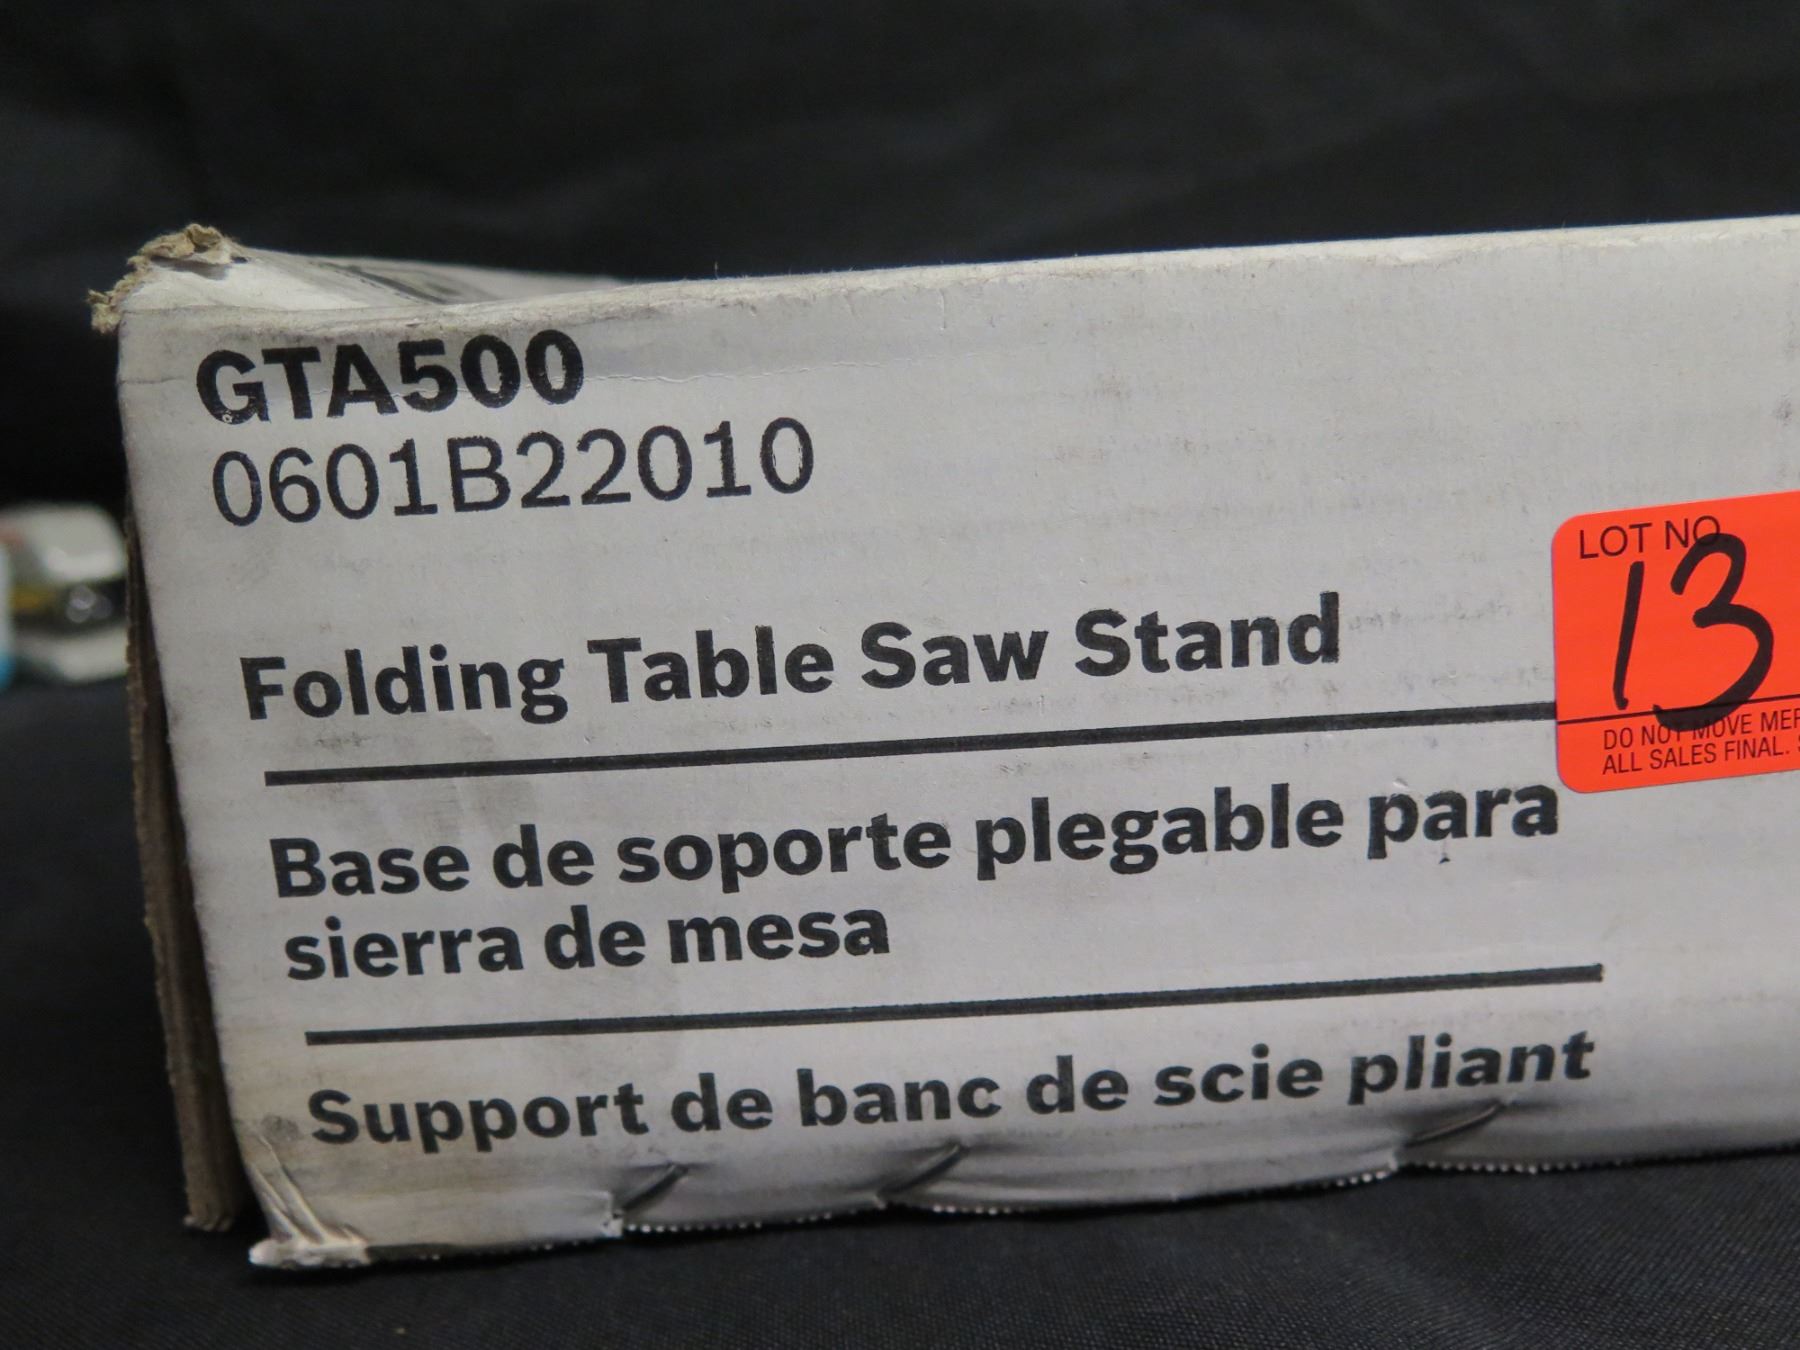 GTA500
0601B22010
Folding Table Saw Stand
Base de soporte plegable para
sierra de mesa
Support de banc de scie pliant
LOT NO.
13
DO NOT MOVE
ALL SALES FINAL.